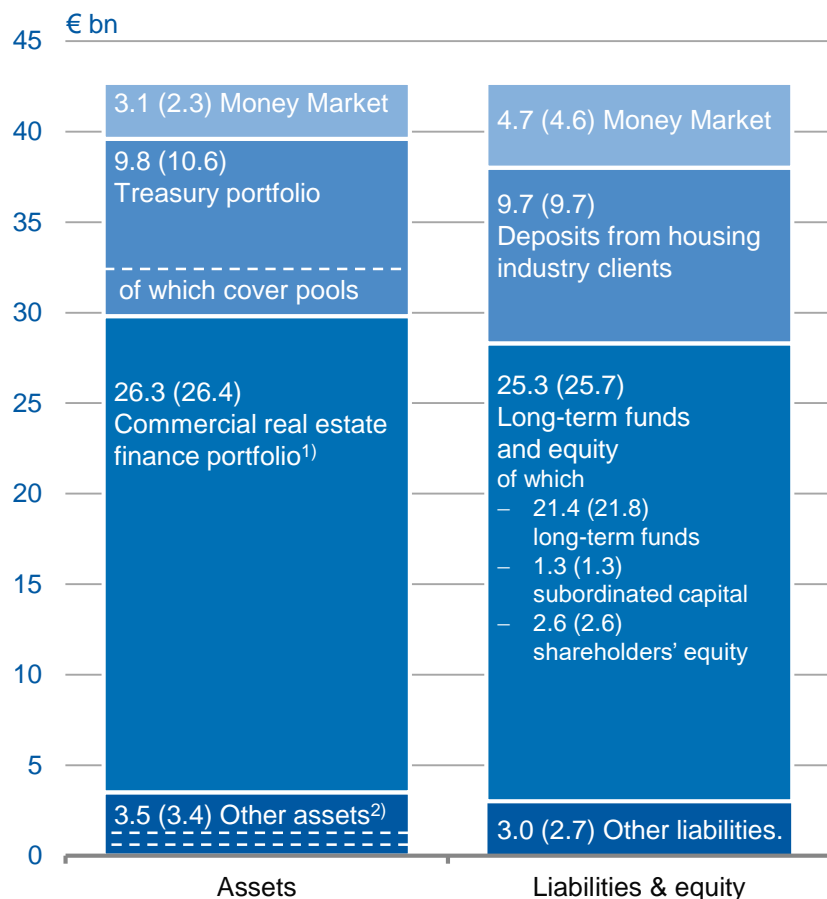 € bn
45
40
35
30
25
20
15
10
5
0
3.1 (2.3) Money Market
9.8 (10.6)
Treasury portfolio
of which cover pools
26.3 (26.4)
Commercial real estate
finance portfolio1)
3.5 (3.4) Other assets2)
4.7 (4.6) Money Market
9.7 (9.7)
Deposits from housing
industry clients
25.3 (25.7)
Long-term funds
and equity
of which
– 21.4 (21.8)
long-term funds
– 1.3 (1.3)
subordinated capital
– 2.6 (2.6)
shareholders’ equity
3.0 (2.7) Other liabilities.
Assets
Liabilities & equity